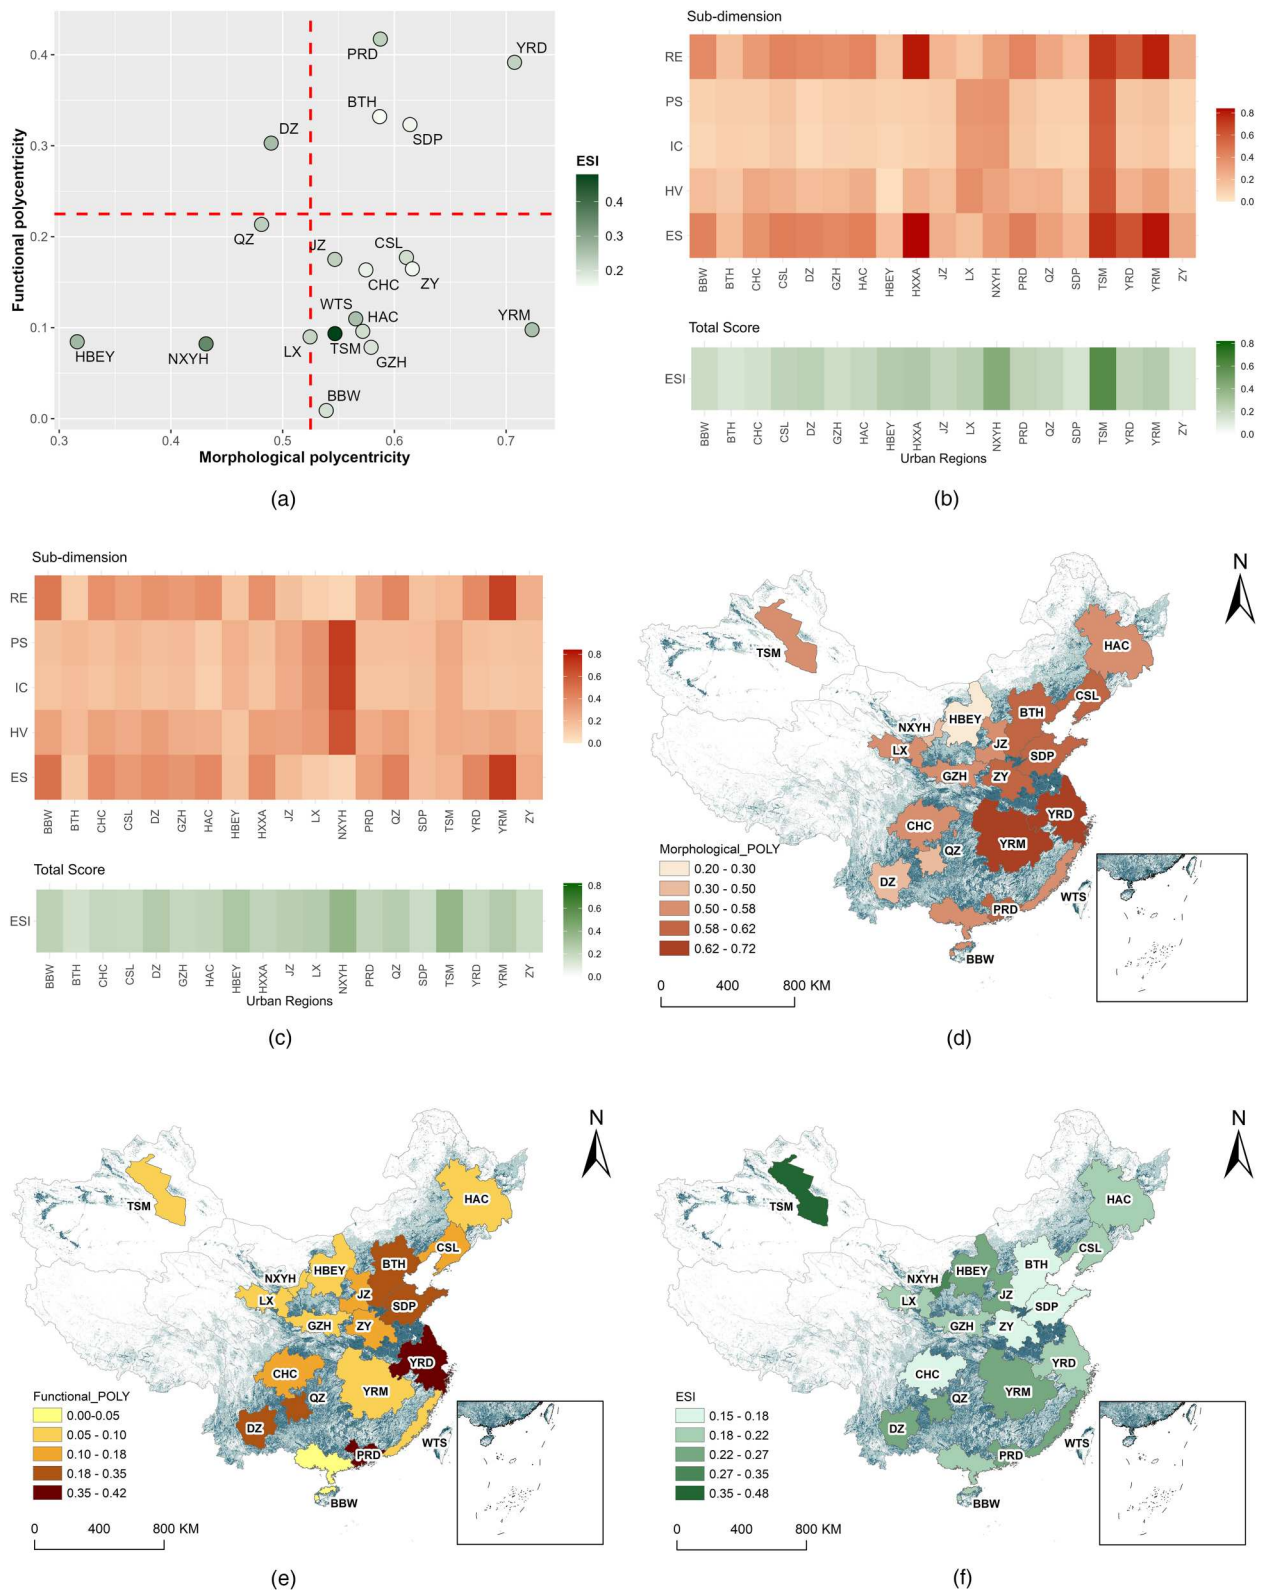 PRD
YRD
BTH
SDP
DZ
QZ
JZ
CSL
CHC
ZY
WTS
HAC
YRM
HBEY
NXYH
LX
TSM
GZH
BBW
0.4
0.3
0.2
0.1
0.0
0.3 0.4 0.5 0.6 0.7
Functional polycentricity
Morphological polycentricity
ESI
0.4
0.3
0.2
(a)
Sub-dimension
RE
PS
IC
HV
ES
BBW BTH CHC CSL DZ GZH HAC HBEY HXXA JZ LX NXYH PRD QZ SDP TSM YRD YRM ZY
0.8
0.6
0.4
0.2
0.0
Total Score
ESI
BBW BTH CHC CSL DZ GZH HAC HBEY HXXA JZ LX NXYH PRD QZ SDP TSM YRD YRM ZY
Urban Regions
0.8
0.6
0.4
0.2
0.0
(b)
Sub-dimension
RE
PS
IC
HV
ES
BBW BTH CHC CSL DZ GZH HAC HBEY HXXA JZ LX NXYH PRD QZ SDP TSM YRD YRM ZY
0.8
0.6
0.4
0.2
0.0
Total Score
ESI
BBW BTH CHC CSL DZ GZH HAC HBEY HXXA JZ LX NXYH PRD QZ SDP TSM YRD YRM ZY
Urban Regions
0.8
0.6
0.4
0.2
0.0
(c)
N
TSM
HAC
CSL
BTH
HBEY
NXYH
JZ
LX
SDP
GZH
ZY
YRD
CHC
YRM
QZ
DZ
WTS
PRD
BBW
Morphological_POLY
0.20 - 0.30
0.30 - 0.50
0.50 - 0.58
0.58 - 0.62
0.62 - 0.72
0 400 800 KM
(d)
N
TSM
HAC
CSL
BTH
HBEY
NXYH
JZ
LX
SDP
GZH
ZY
YRD
CHC
YRM
QZ
DZ
WTS
PRD
BBW
Functional_POLY
0.00-0.05
0.05 - 0.10
0.10 - 0.18
0.18 - 0.35
0.35 - 0.42
0 400 800 KM
(e)
N
TSM
HAC
CSL
BTH
HBEY
NXYH
JZ
LX
SDP
GZH
ZY
YRD
CHC
YRM
QZ
DZ
WTS
PRD
BBW
ESI
0.15 - 0.18
0.18 - 0.22
0.22 - 0.27
0.27 - 0.35
0.35 - 0.48
0 400 800 KM
(f)